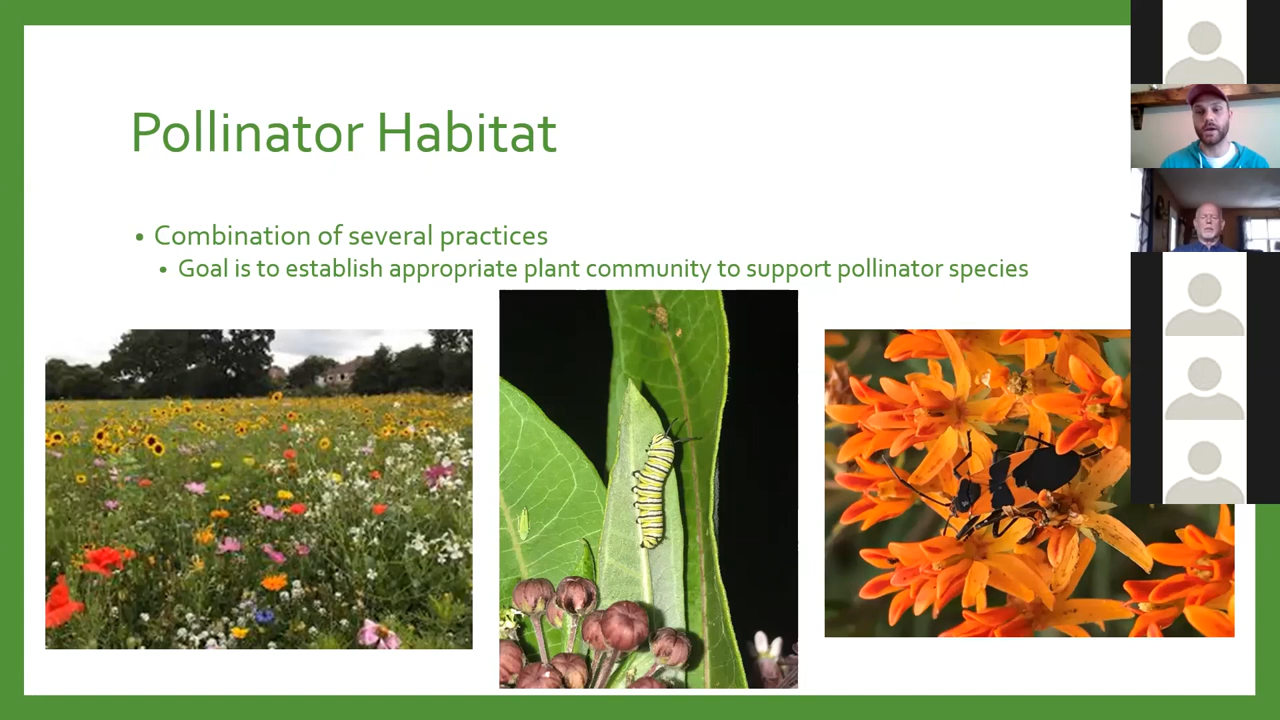 Pollinator Habitat
• Combination of several practices
• Goal is to establish appropriate plant community to support pollinator species